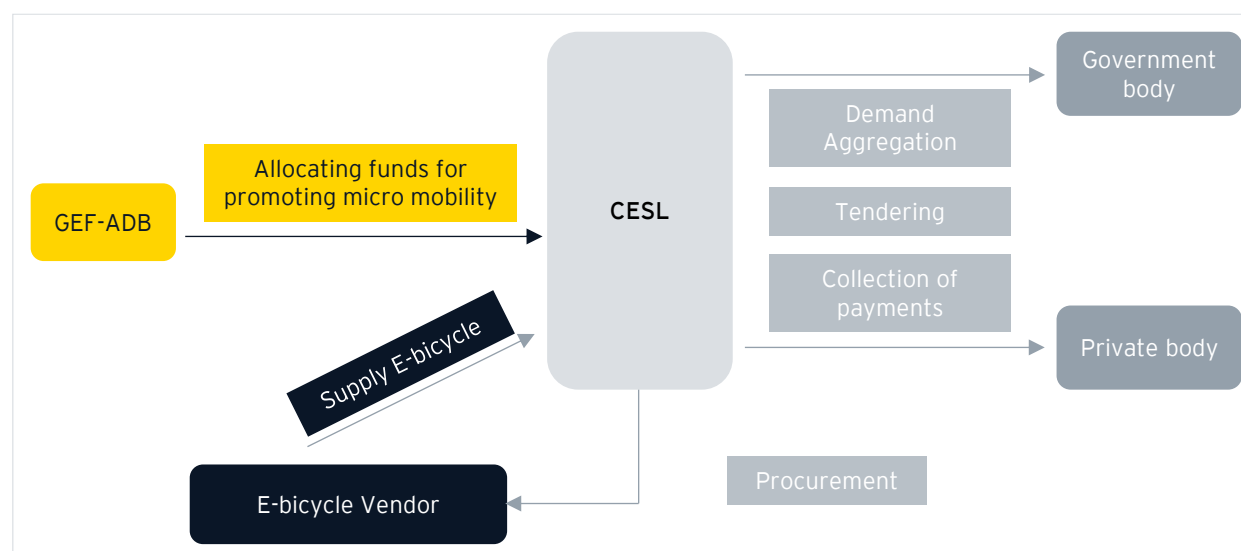 Government
body
Demand
Aggregation
Allocating funds for
promoting micro mobility
GEF-ADB
CESL
Tendering
Collection of
payments
Supply E-bicycle
Private body
Procurement
E-bicycle Vendor